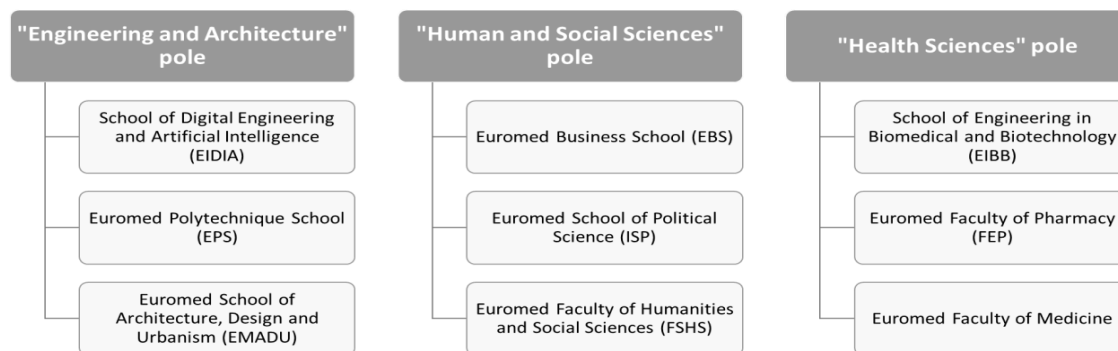 "Engineering and Architecture"
pole
School of Digital Engineering
and Artificial Intelligence
(EIDIA)
Euromed Polytechnique School
(EPS)
Euromed School of
Architecture, Design and
Urbanism (EMADU)
"Human and Social Sciences"
pole
Euromed Business School (EBS)
Euromed School of Political
Science (ISP)
Euromed Faculty of Humanities
and Social Sciences (FSHS)
"Health Sciences" pole
School of Engineering in
Biomedical and Biotechnology
(EIBB)
Euromed Faculty of Pharmacy
(FEP)
Euromed Faculty of Medicine